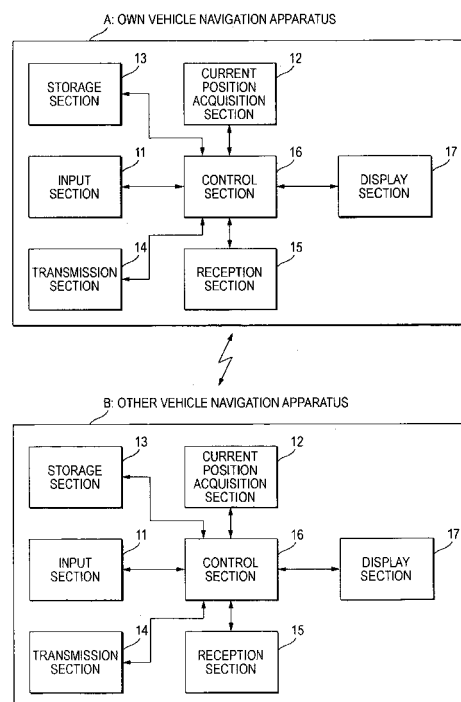 A: OWN VEHICLE NAVIGATION APPARATUS
13
STORAGE
SECTION
12
CURRENT
POSITION
ACQUISITION
SECTION
11
INPUT
SECTION
16
CONTROL
SECTION
17
DISPLAY
SECTION
14
TRANSMISSION
SECTION
15
RECEPTION
SECTION
B: OTHER VEHICLE NAVIGATION APPARATUS
13
STORAGE
SECTION
12
CURRENT
POSITION
ACQUISITION
SECTION
11
INPUT
SECTION
16
CONTROL
SECTION
17
DISPLAY
SECTION
14
TRANSMISSION
SECTION
15
RECEPTION
SECTION